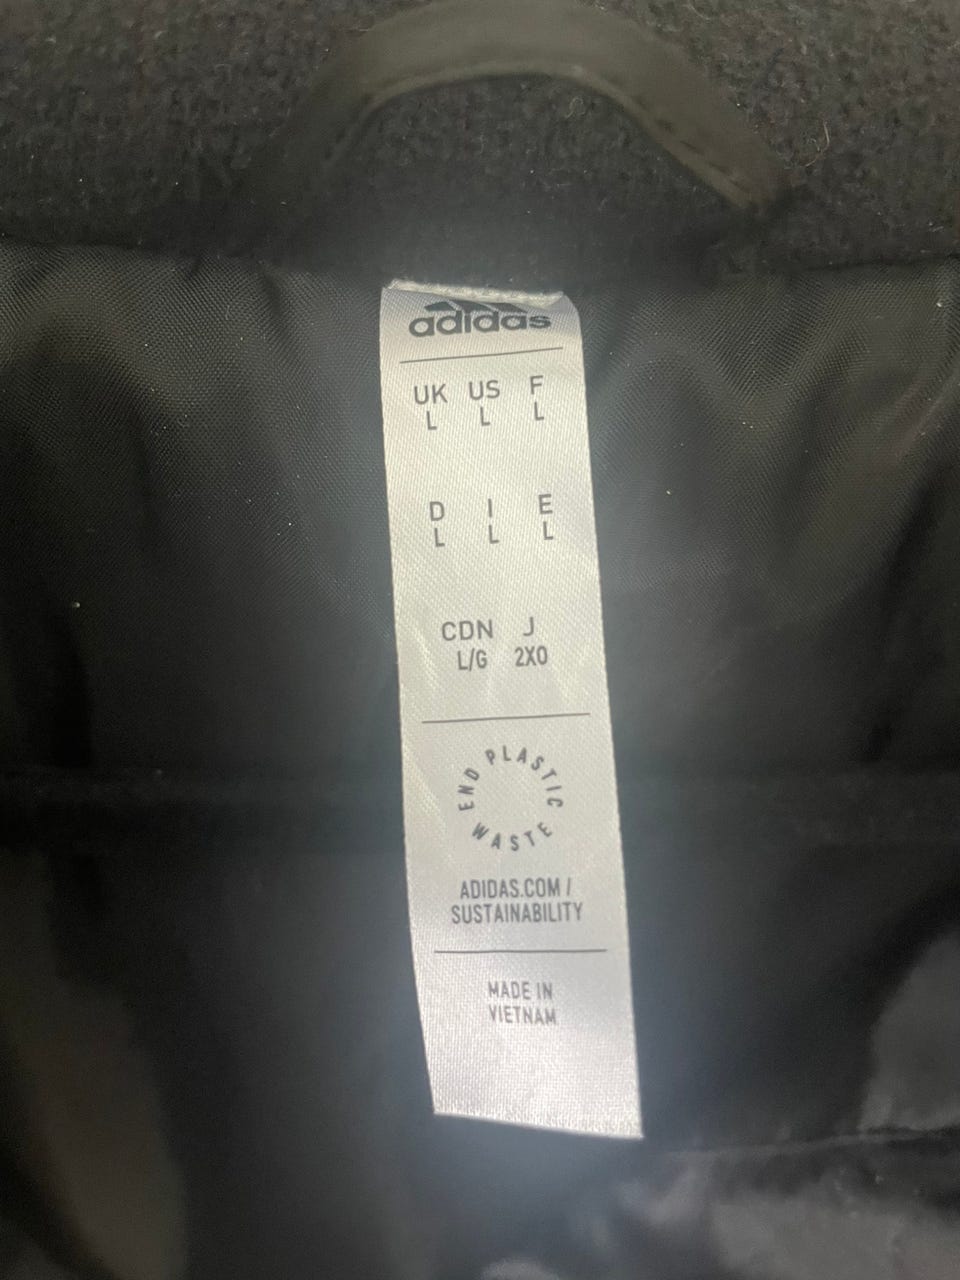 adidas
UK US F
L L L
D I E
L L L
CDN J
L/G 2XO
END PLASTIC WASTE
ADIDAS.COM /
SUSTAINABILITY
MADE IN
VIETNAM